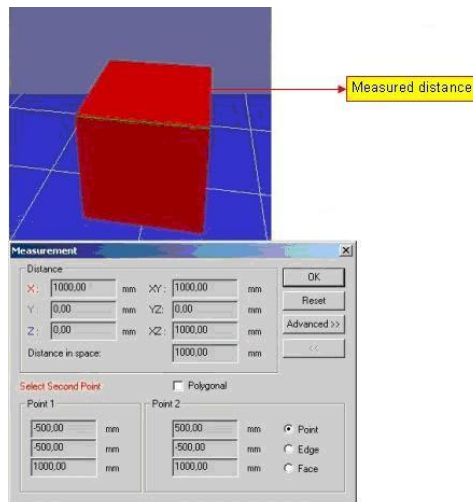 Measured distance
Measurement
Distance
X: 1000,00 mm XY: 1000,00 mm OK
Y: 0,00 mm YZ: 0,00 mm Reset
Z: 0,00 mm XZ: 1000,00 mm Advanced >>
Distance in space: 1000,00 mm <<
Select Second Point Polygonal
Point 1 Point 2
-500,00 mm 500,00 mm Point
-500,00 mm -500,00 mm Edge
1000,00 mm 1000,00 mm Face